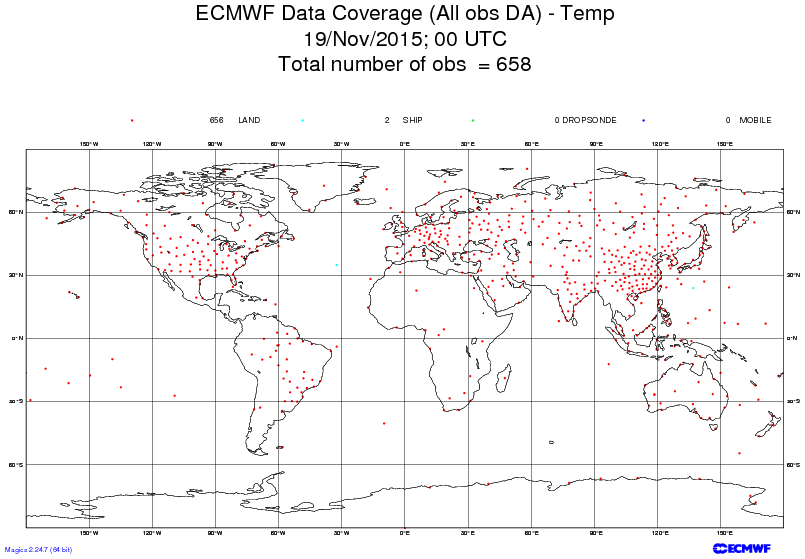 ECMWF Data Coverage (All obs DA) - Temp
19/Nov/2015; 00 UTC
Total number of obs = 658
656 LAND 2 SHIP 0 DROPSONDE 0 MOBILE
150°W 120°W 90°W 60°W 30°W 0°E 30°E 60°E 90°E 120°E 150°E
60°N 60°N
30°N 30°N
0°N 0°N
30°S 30°S
60°S 60°S
150°W 120°W 90°W 60°W 30°W 0°E 30°E 60°E 90°E 120°E 150°E
Magics 2.24.7 (64 bit) ECMWF